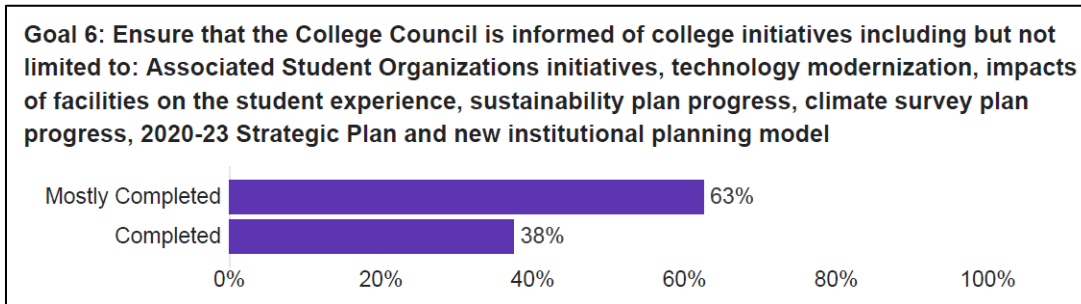 Goal 6: Ensure that the College Council is informed of college initiatives including but not
limited to: Associated Student Organizations initiatives, technology modernization, impacts
of facilities on the student experience, sustainability plan progress, climate survey plan
progress, 2020-23 Strategic Plan and new institutional planning model
Mostly Completed 63%
Completed 38%
0% 20% 40% 60% 80% 100%